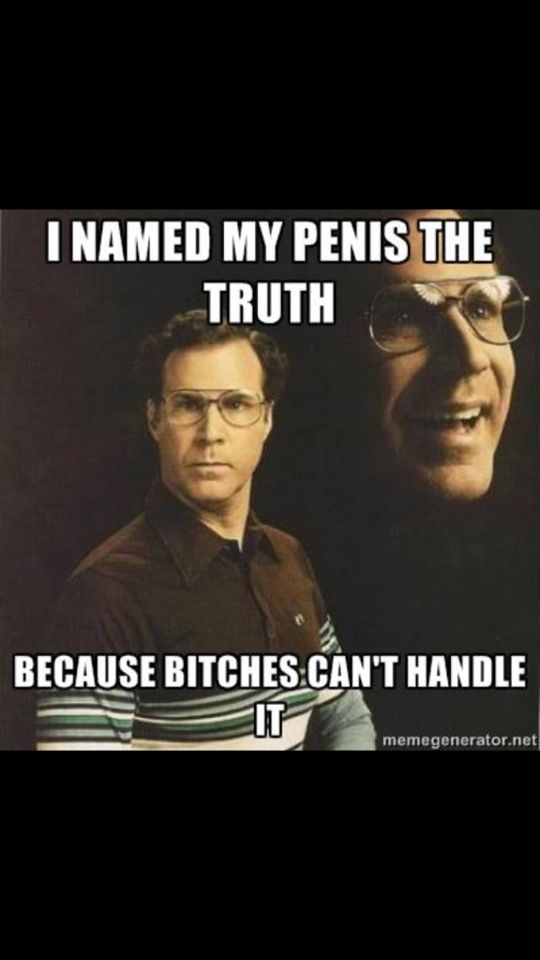 I NAMED MY PENIS THE
TRUTH
BECAUSE BITCHES CAN'T HANDLE
IT
memegenerator.net